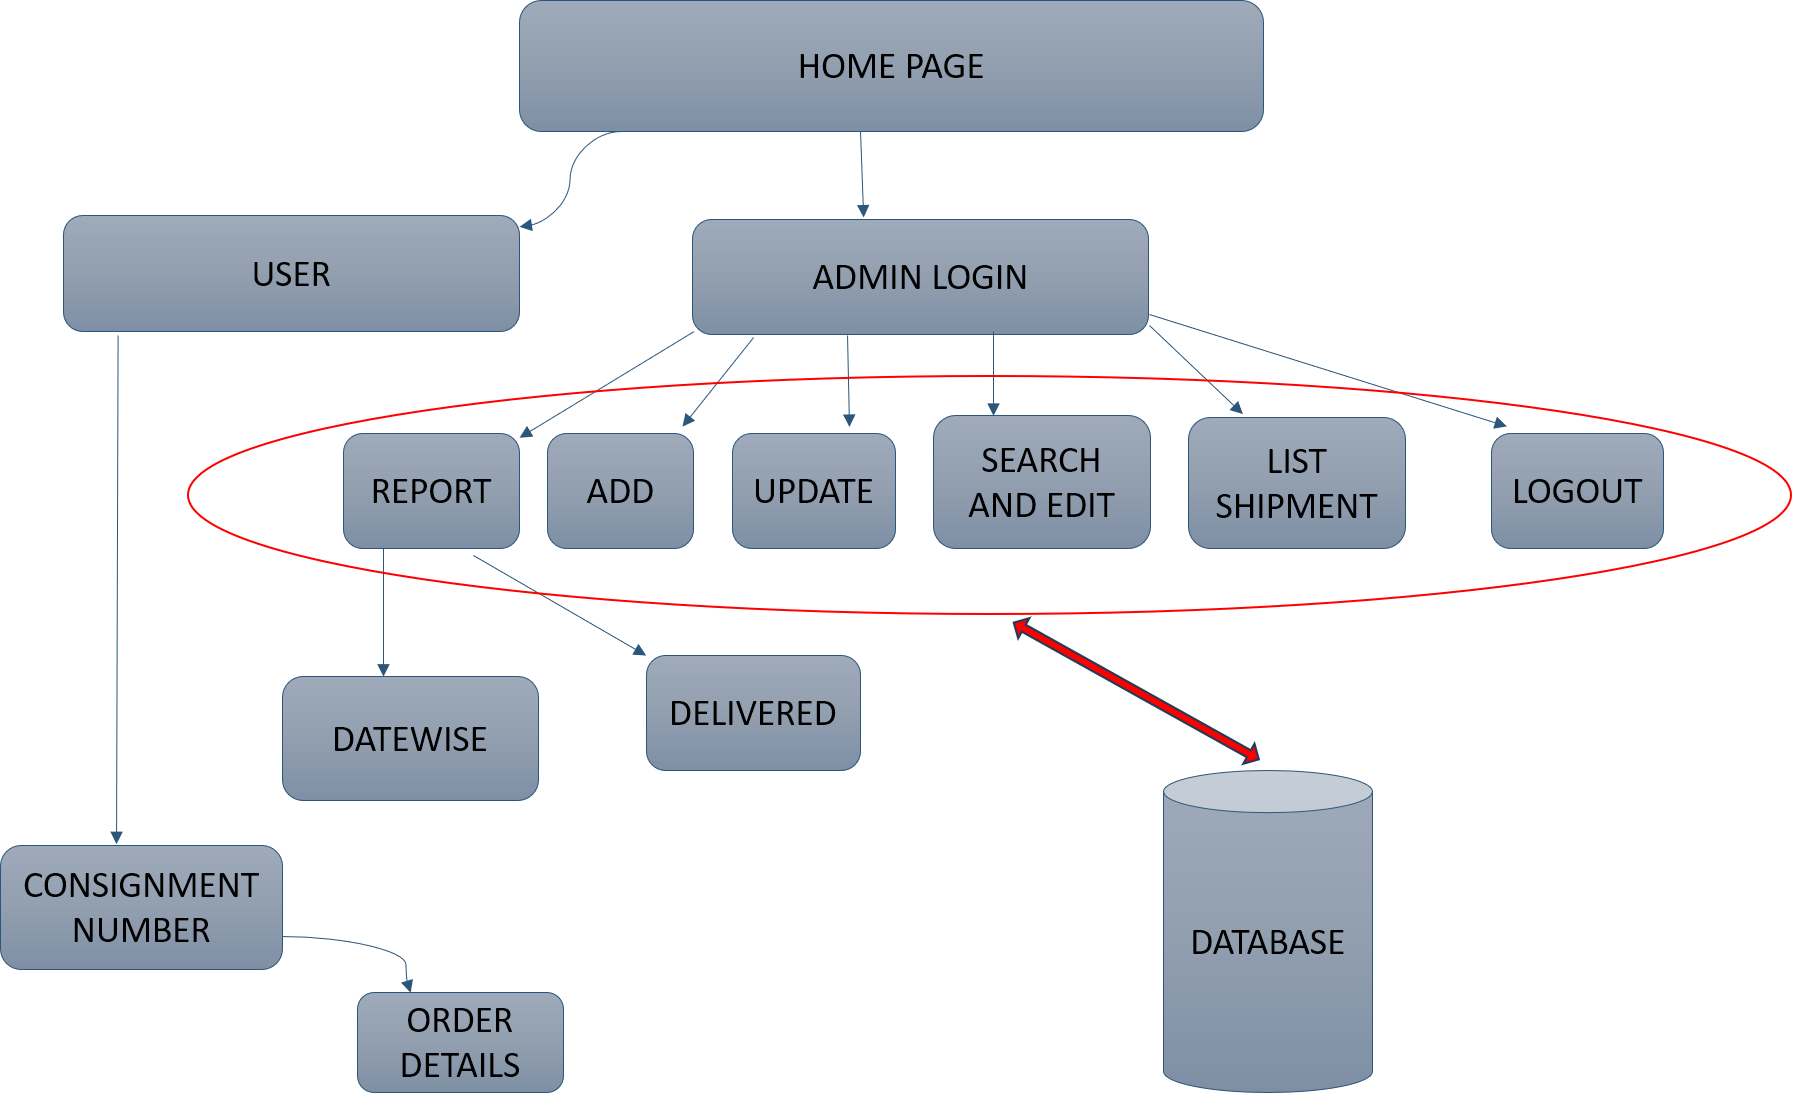 HOME PAGE
USER
ADMIN LOGIN
REPORT
ADD
UPDATE
SEARCH
AND EDIT
LIST
SHIPMENT
LOGOUT
DATEWISE
DELIVERED
CONSIGNMENT
NUMBER
DATABASE
ORDER
DETAILS